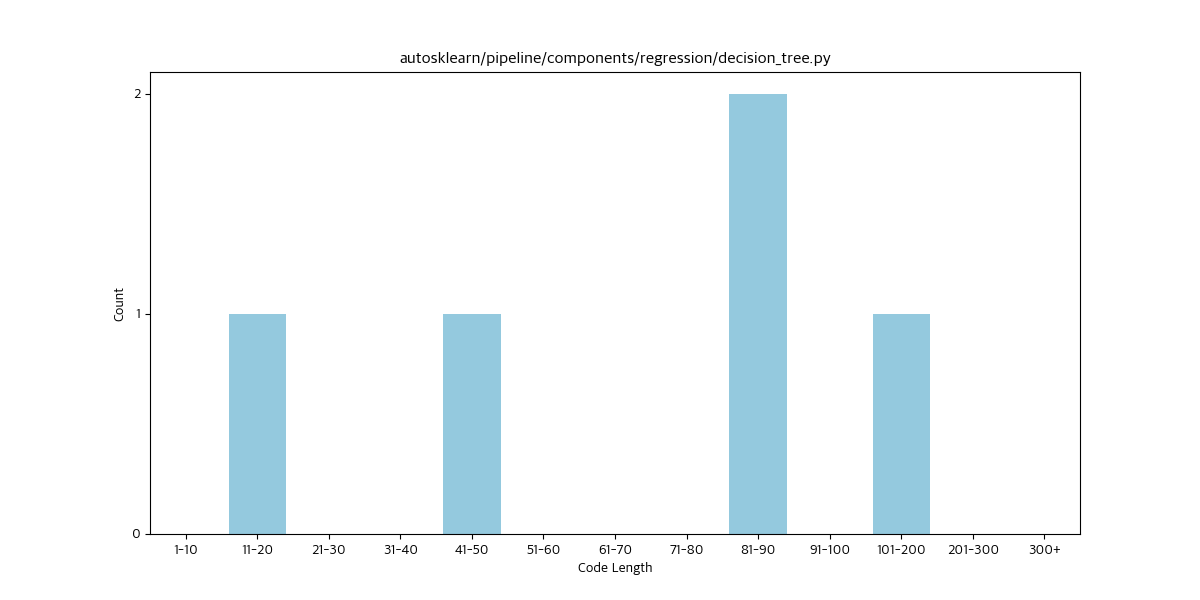 autosklearn/pipeline/components/regression/decision_tree.py
2
1
0
Count
1-10 11-20 21-30 31-40 41-50 51-60 61-70 71-80 81-90 91-100 101-200 201-300 300+
Code Length